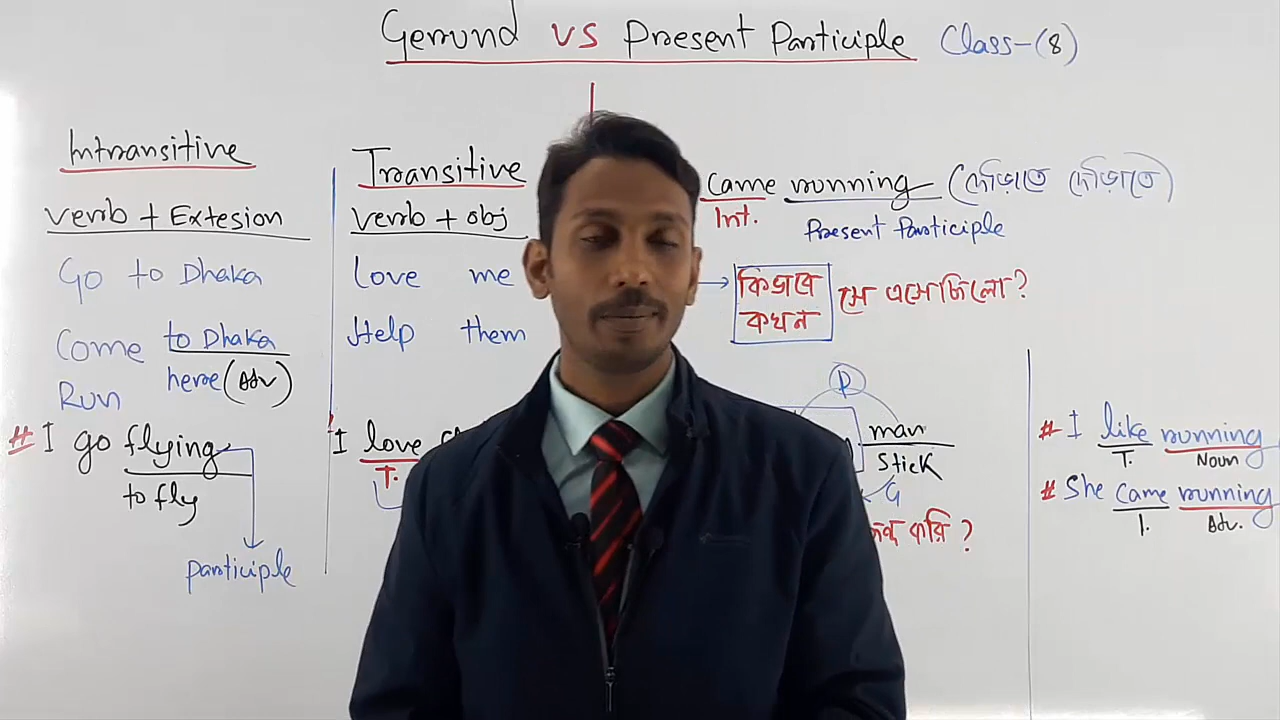 Gerund VS Present Participle Class-(8)
Intransitive
verb + Extesion
Go to Dhaka
Come to Dhaka
here (Adv)
Run
# I go flying
to fly
participle
Transitive
verb + obj
Love me
Help them
I love
T.
came running (দৌড়াতে দৌড়াতে)
Int.
Present Participle
কিভাবে
কখন
সে এসেছিলো?
P
man
Stick
G
করি?
# I like running
T. Noun
# She came running
I. Adv.